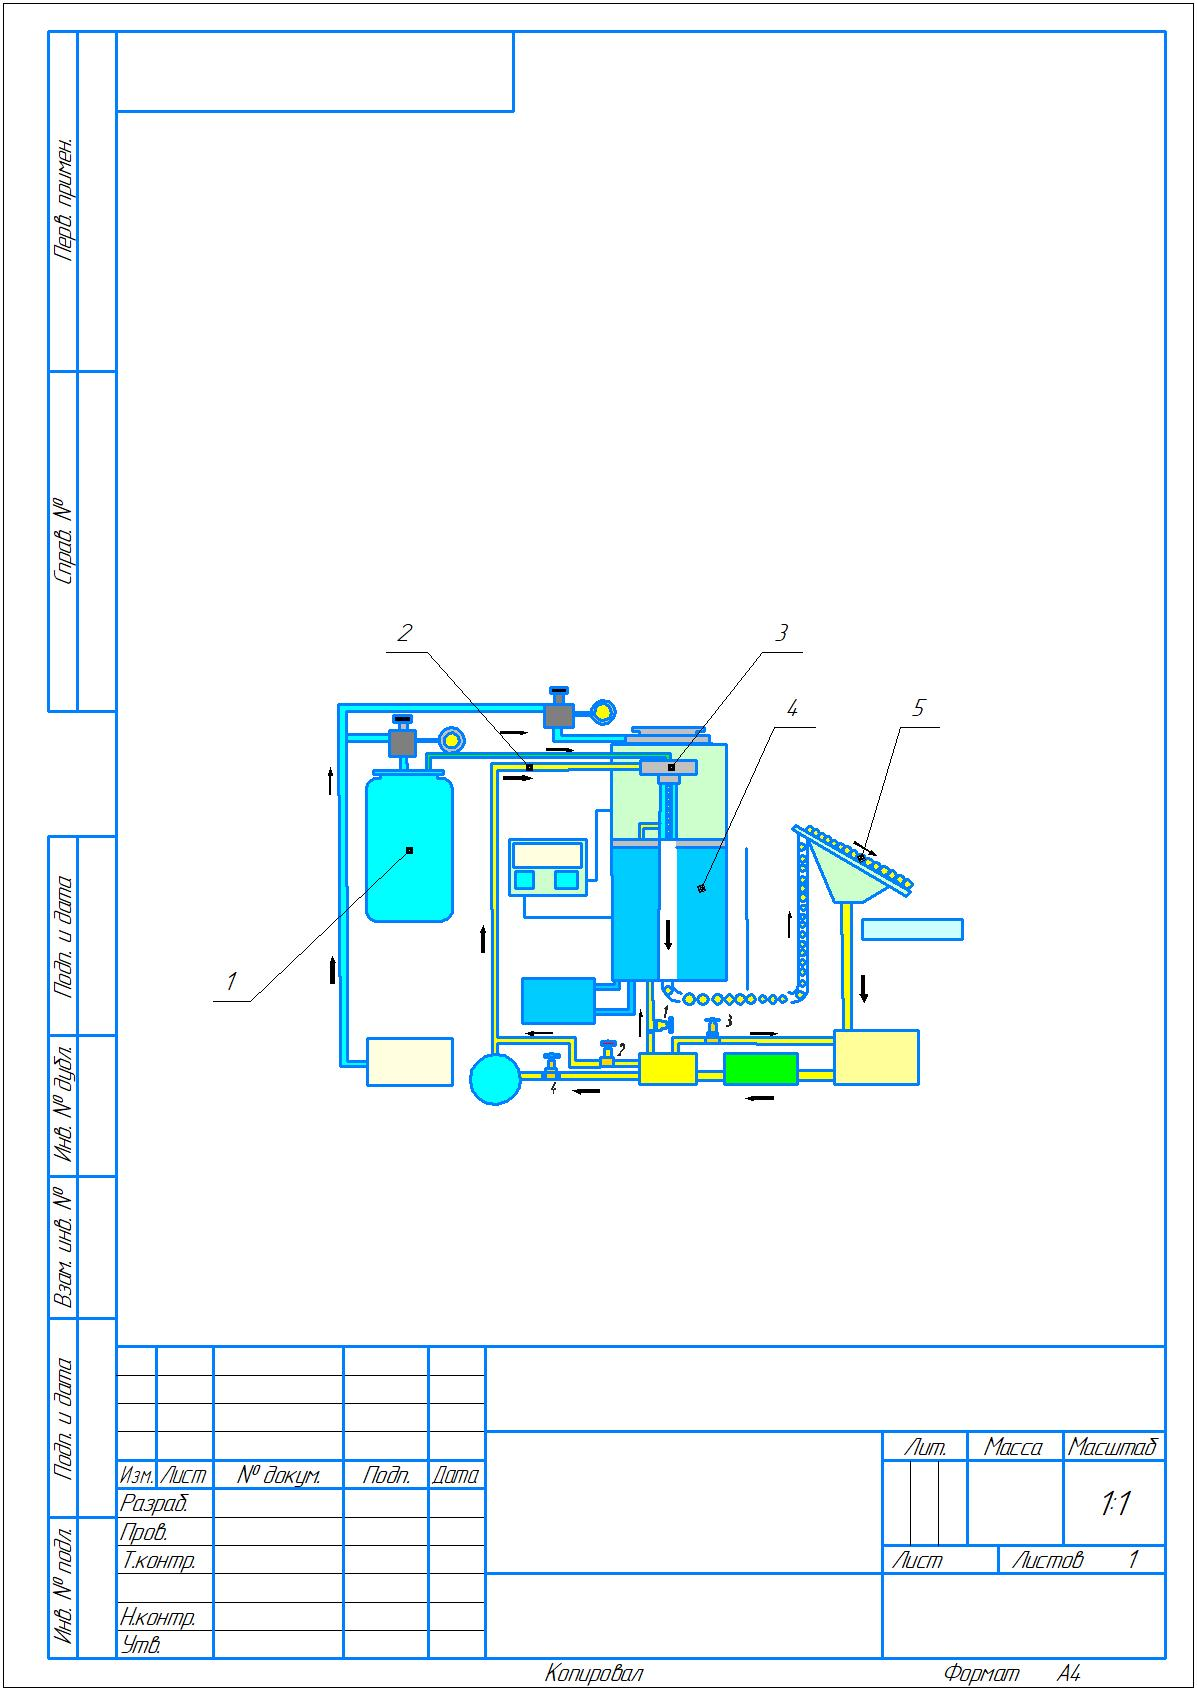 Перв. примен.
Справ. №
Подп. и дата
Инв. № дубл.
Взам. инв. №
Подп. и дата
Инв. № подл.
2
3
4
5
1
1
3
2
4
Лит.
Масса
Масштаб
Изм.
Лист
№ докум.
Подп.
Дата
1:1
Разраб.
Пров.
Т.контр.
Лист
Листов 1
Н.контр.
Утв.
Копировал
Формат А4